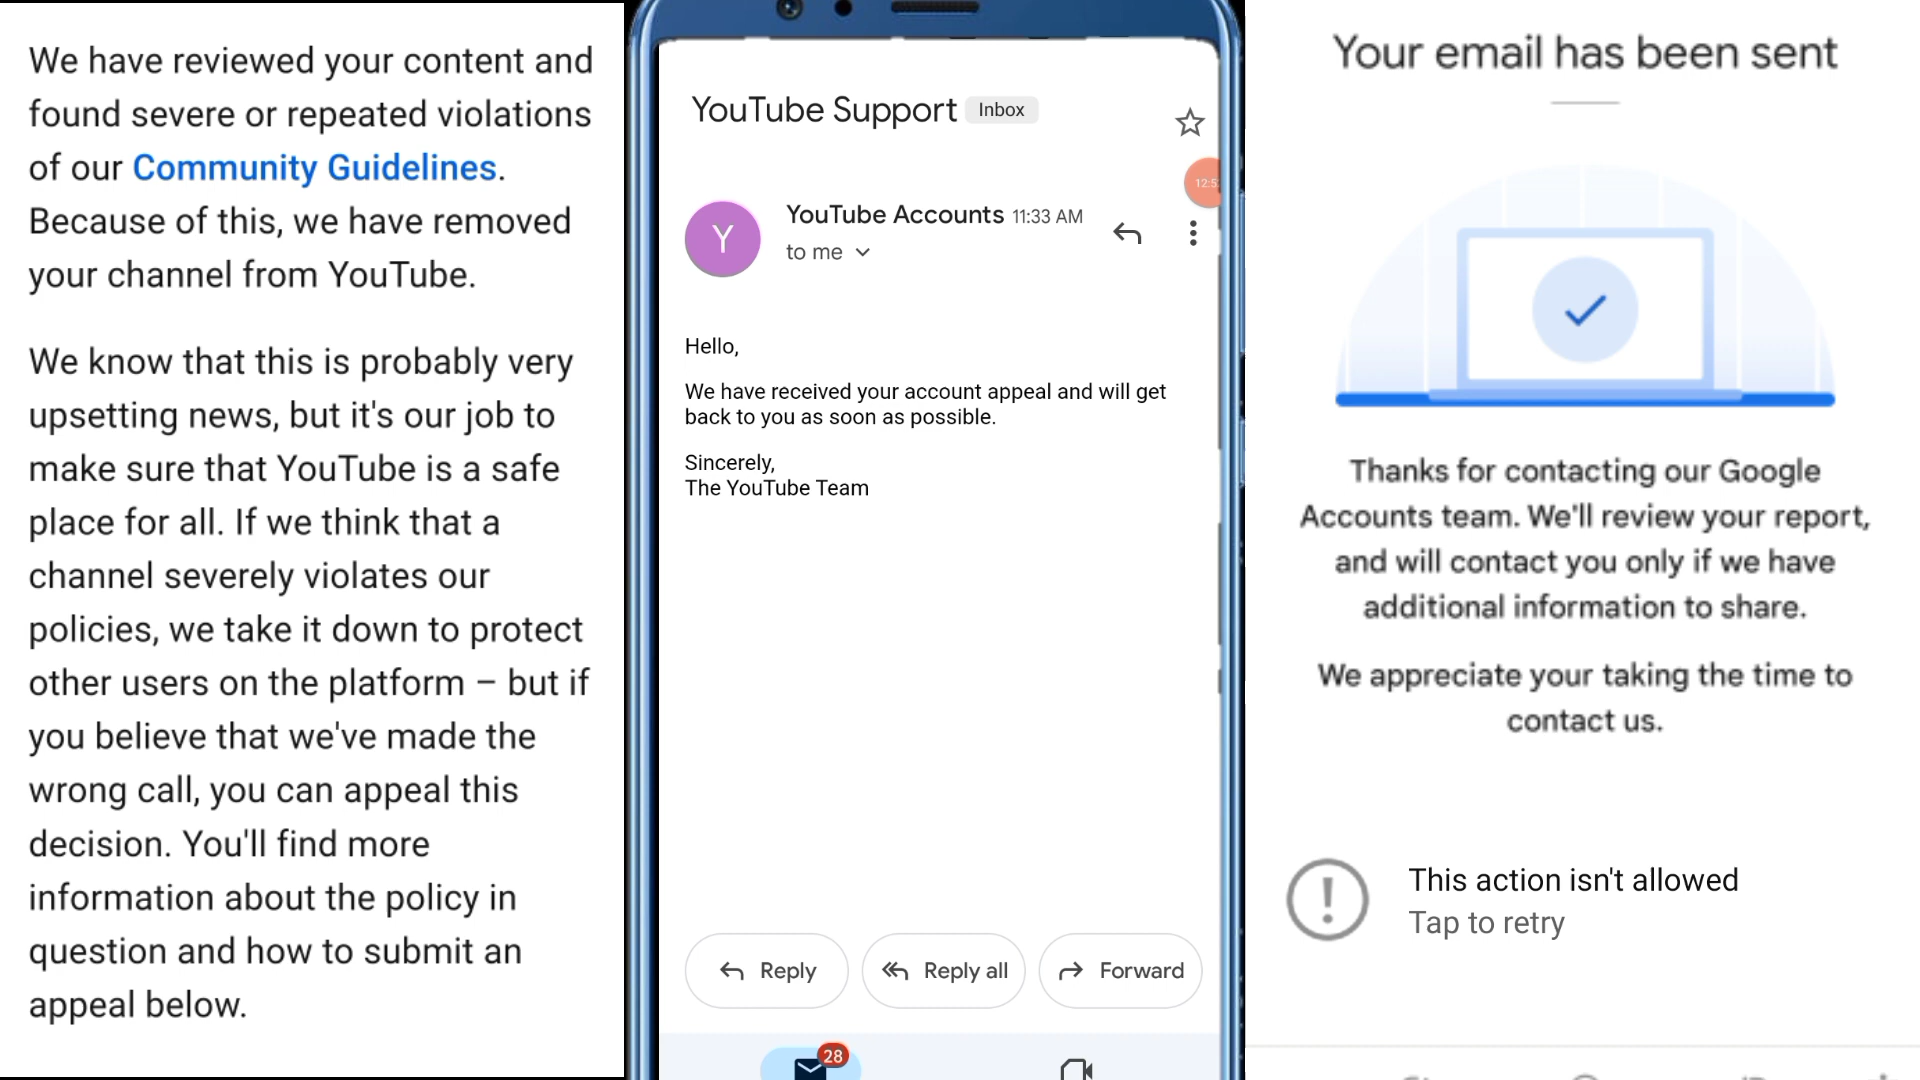 We have reviewed your content and
found severe or repeated violations
of our Community Guidelines.
Because of this, we have removed
your channel from YouTube.
We know that this is probably very
upsetting news, but it's our job to
make sure that YouTube is a safe
place for all. If we think that a
channel severely violates our
policies, we take it down to protect
other users on the platform – but if
you believe that we've made the
wrong call, you can appeal this
decision. You'll find more
information about the policy in
question and how to submit an
appeal below.
YouTube Support Inbox
12:5
Y
YouTube Accounts 11:33 AM
to me
Hello,
We have received your account appeal and will get
back to you as soon as possible.
Sincerely,
The YouTube Team
Reply
Reply all
Forward
28
Your email has been sent
Thanks for contacting our Google
Accounts team. We'll review your report,
and will contact you only if we have
additional information to share.
We appreciate your taking the time to
contact us.
This action isn't allowed
Tap to retry